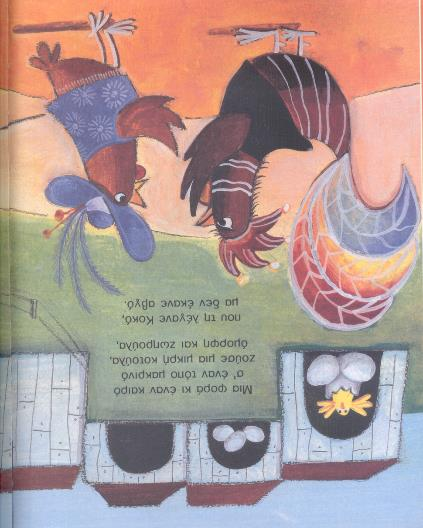 Μια φορά κι έναν καιρό
σ' έναν τόπο μακρινό
ζούσε μια μικρή κοτούλα,
όμορφη και ζωηρούλα,
που τη λέγανε Κοκό,
μα δεν έκανε αβγό.